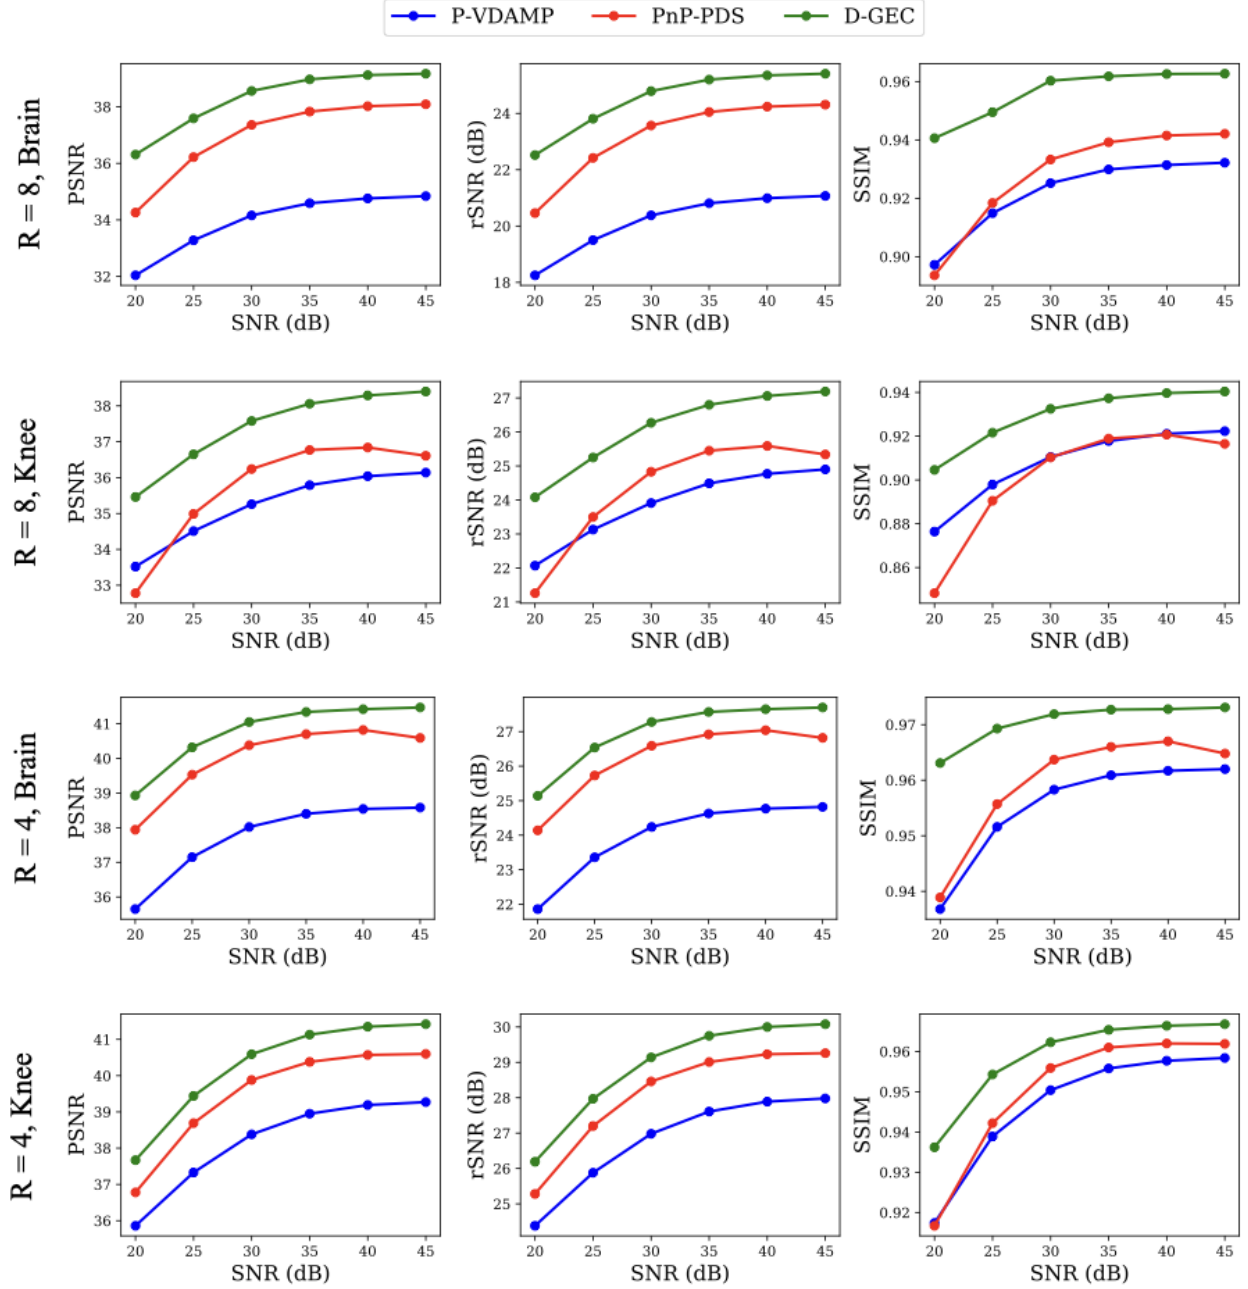 P-VDAMP PnP-PDS D-GEC
R = 8, Brain
PSNR
38
36
34
32
20 25 30 35 40 45
SNR (dB)
rSNR (dB)
24
22
20
18
20 25 30 35 40 45
SNR (dB)
SSIM
0.96
0.94
0.92
0.90
20 25 30 35 40 45
SNR (dB)
R = 8, Knee
PSNR
38
37
36
35
34
33
20 25 30 35 40 45
SNR (dB)
rSNR (dB)
27
26
25
24
23
22
21
20 25 30 35 40 45
SNR (dB)
SSIM
0.94
0.92
0.90
0.88
0.86
20 25 30 35 40 45
SNR (dB)
R = 4, Brain
PSNR
41
40
39
38
37
36
20 25 30 35 40 45
SNR (dB)
rSNR (dB)
27
26
25
24
23
22
20 25 30 35 40 45
SNR (dB)
SSIM
0.97
0.96
0.95
0.94
20 25 30 35 40 45
SNR (dB)
R = 4, Knee
PSNR
41
40
39
38
37
36
20 25 30 35 40 45
SNR (dB)
rSNR (dB)
30
29
28
27
26
25
20 25 30 35 40 45
SNR (dB)
SSIM
0.96
0.95
0.94
0.93
0.92
20 25 30 35 40 45
SNR (dB)